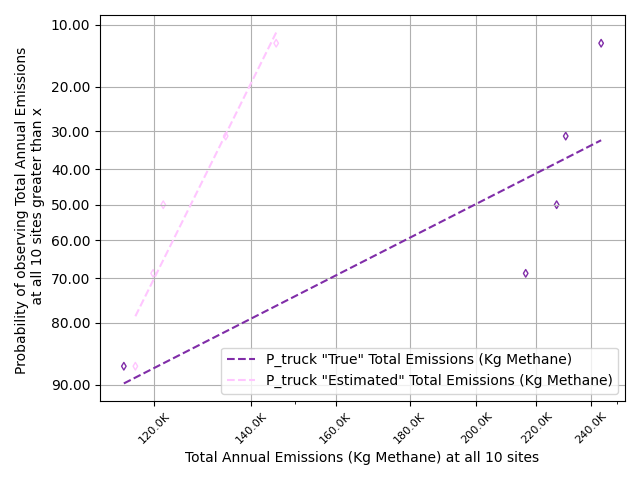 Probability of observing Total Annual Emissions
at all 10 sites greater than x
10.00
20.00
30.00
40.00
50.00
60.00
70.00
80.00
90.00
P_truck "True" Total Emissions (Kg Methane)
P_truck "Estimated" Total Emissions (Kg Methane)
120.0K
140.0K
160.0K
180.0K
200.0K
220.0K
240.0K
Total Annual Emissions (Kg Methane) at all 10 sites